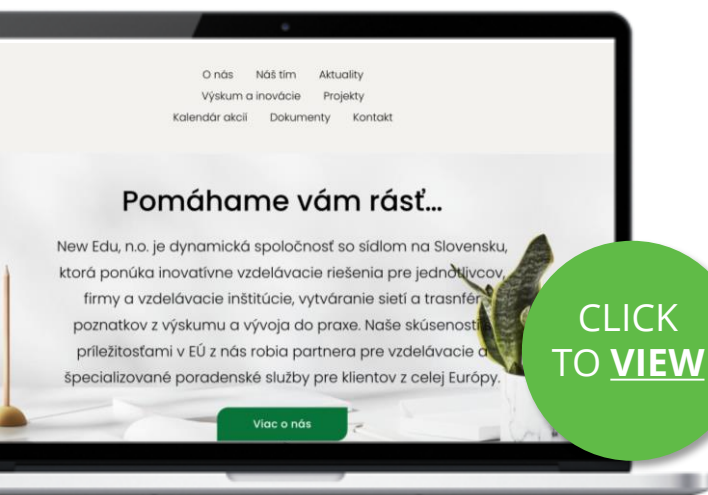 O nás Náš tím Aktuality
Výskum a inovácie Projekty
Kalendár akcií Dokumenty Kontakt
Pomáhame vám rásť...
New Edu, n.o. je dynamická spoločnosť so sídlom na Slovensku,
ktorá ponúka inovatívne vzdelávacie riešenia pre jednotlivcov,
firmy a vzdelávacie inštitúcie, vytváranie sietí a trasnfér
poznatkov z výskumu a vývoja do praxe. Naše skúsenosti s
príležitosťami v EÚ z nás robia partnera pre vzdelávacie a
špecializované poradenské služby pre klientov z celej Európy.
Viac o nás
CLICK
TO VIEW